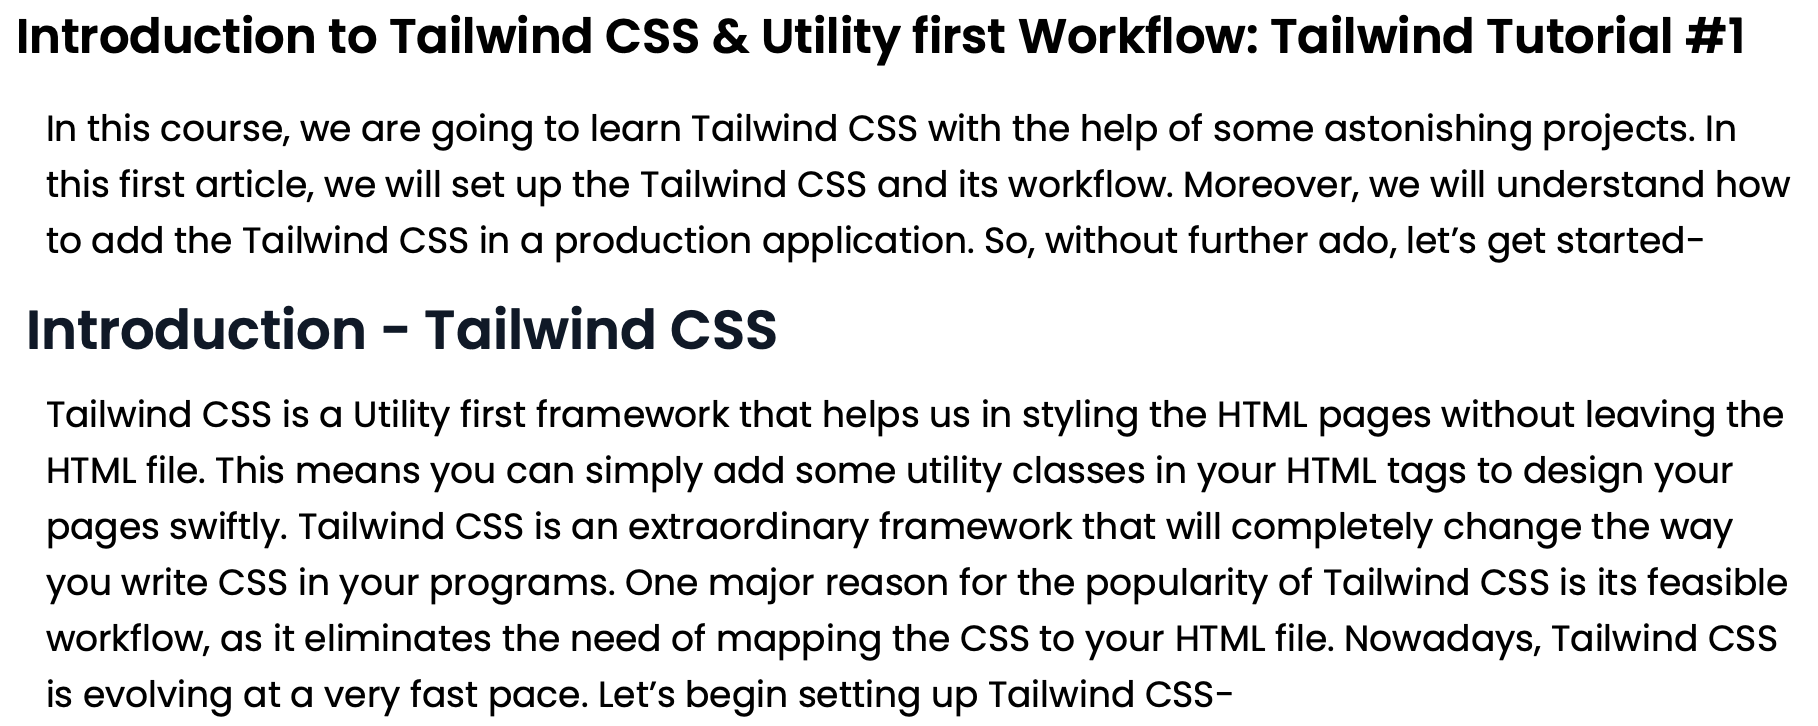 Introduction to Tailwind CSS & Utility first Workflow: Tailwind Tutorial #1
In this course, we are going to learn Tailwind CSS with the help of some astonishing projects. In
this first article, we will set up the Tailwind CSS and its workflow. Moreover, we will understand how
to add the Tailwind CSS in a production application. So, without further ado, let’s get started-
Introduction - Tailwind CSS
Tailwind CSS is a Utility first framework that helps us in styling the HTML pages without leaving the
HTML file. This means you can simply add some utility classes in your HTML tags to design your
pages swiftly. Tailwind CSS is an extraordinary framework that will completely change the way
you write CSS in your programs. One major reason for the popularity of Tailwind CSS is its feasible
workflow, as it eliminates the need of mapping the CSS to your HTML file. Nowadays, Tailwind CSS
is evolving at a very fast pace. Let’s begin setting up Tailwind CSS-